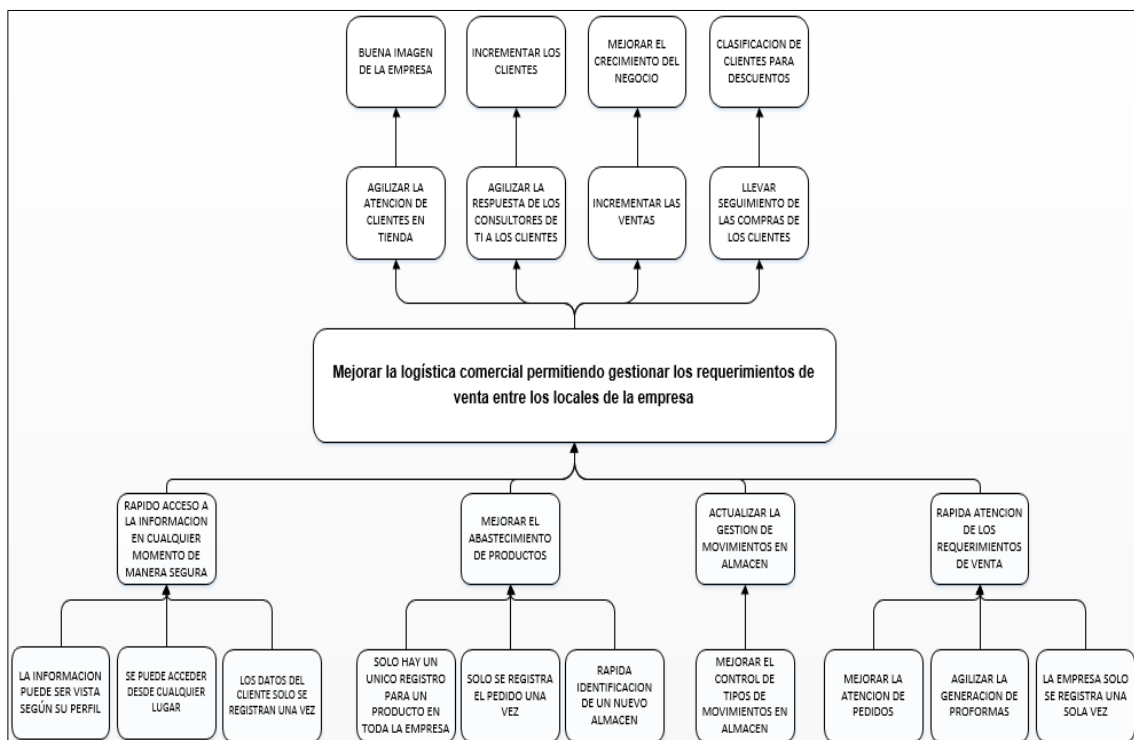 BUENA IMAGEN
DE LA EMPRESA
INCREMENTAR LOS
CLIENTES
MEJORAR EL
CRECIMIENTO DEL
NEGOCIO
CLASIFICACION DE
CLIENTES PARA
DESCUENTOS
AGILIZAR LA
ATENCION DE
CLIENTES EN
TIENDA
AGILIZAR LA
RESPUESTA DE LOS
CONSULTORES DE
TI A LOS CLIENTES
INCREMENTAR LAS
VENTAS
LLEVAR
SEGUIMIENTO DE
LAS COMPRAS DE
LOS CLIENTES
Mejorar la logística comercial permitiendo gestionar los requerimientos de
venta entre los locales de la empresa
RAPIDO ACCESO A
LA INFORMACION
EN CUALQUIER
MOMENTO DE
MANERA SEGURA
MEJORAR EL
ABASTECIMIENTO
DE PRODUCTOS
ACTUALIZAR LA
GESTION DE
MOVIMIENTOS EN
ALMACEN
RAPIDA ATENCION
DE LOS
REQUERIMIENTOS
DE VENTA
LA INFORMACION
PUEDE SER VISTA
SEGÚN SU PERFIL
SE PUEDE ACCEDER
DESDE CUALQUIER
LUGAR
LOS DATOS DEL
CLIENTE SOLO SE
REGISTRAN UNA VEZ
SOLO HAY UN
UNICO REGISTRO
PARA UN
PRODUCTO EN
TODA LA EMPRESA
SOLO SE REGISTRA
EL PEDIDO UNA
VEZ
RAPIDA
IDENTIFICACION
DE UN NUEVO
ALMACEN
MEJORAR EL
CONTROL DE
TIPOS DE
MOVIMIENTOS EN
ALMACEN
MEJORAR LA
ATENCION DE
PEDIDOS
AGILIZAR LA
GENERACION DE
PROFORMAS
LA EMPRESA SOLO
SE REGISTRA UNA
SOLA VEZ